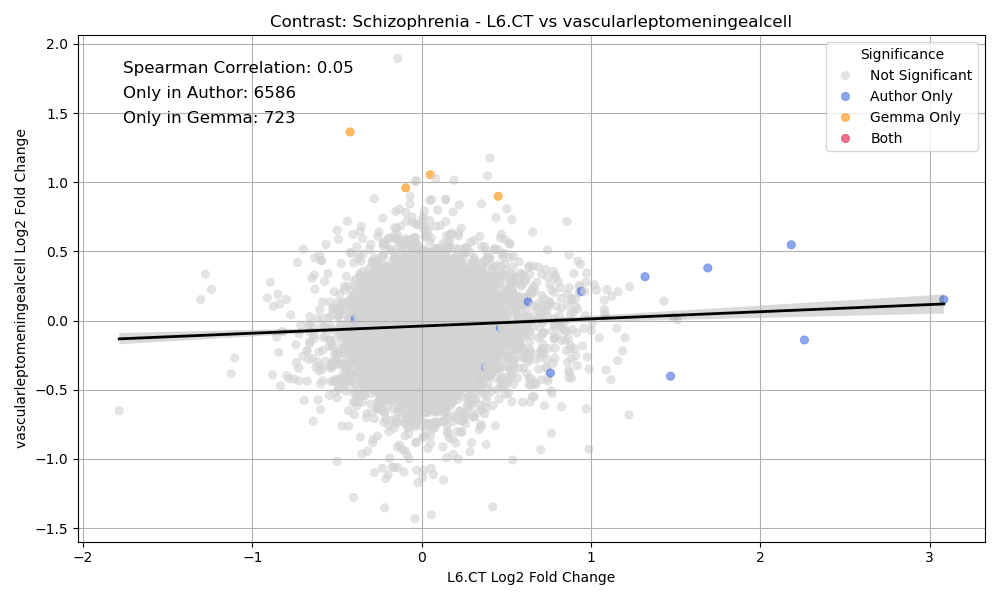 Contrast: Schizophrenia - L6.CT vs vascularleptomeningealcell
Spearman Correlation: 0.05
Only in Author: 6586
Only in Gemma: 723
Significance
Not Significant
Author Only
Gemma Only
Both
vascularleptomeningealcell Log2 Fold Change
2.0
1.5
1.0
0.5
0.0
−0.5
−1.0
−1.5
−2
−1
0
1
2
3
L6.CT Log2 Fold Change